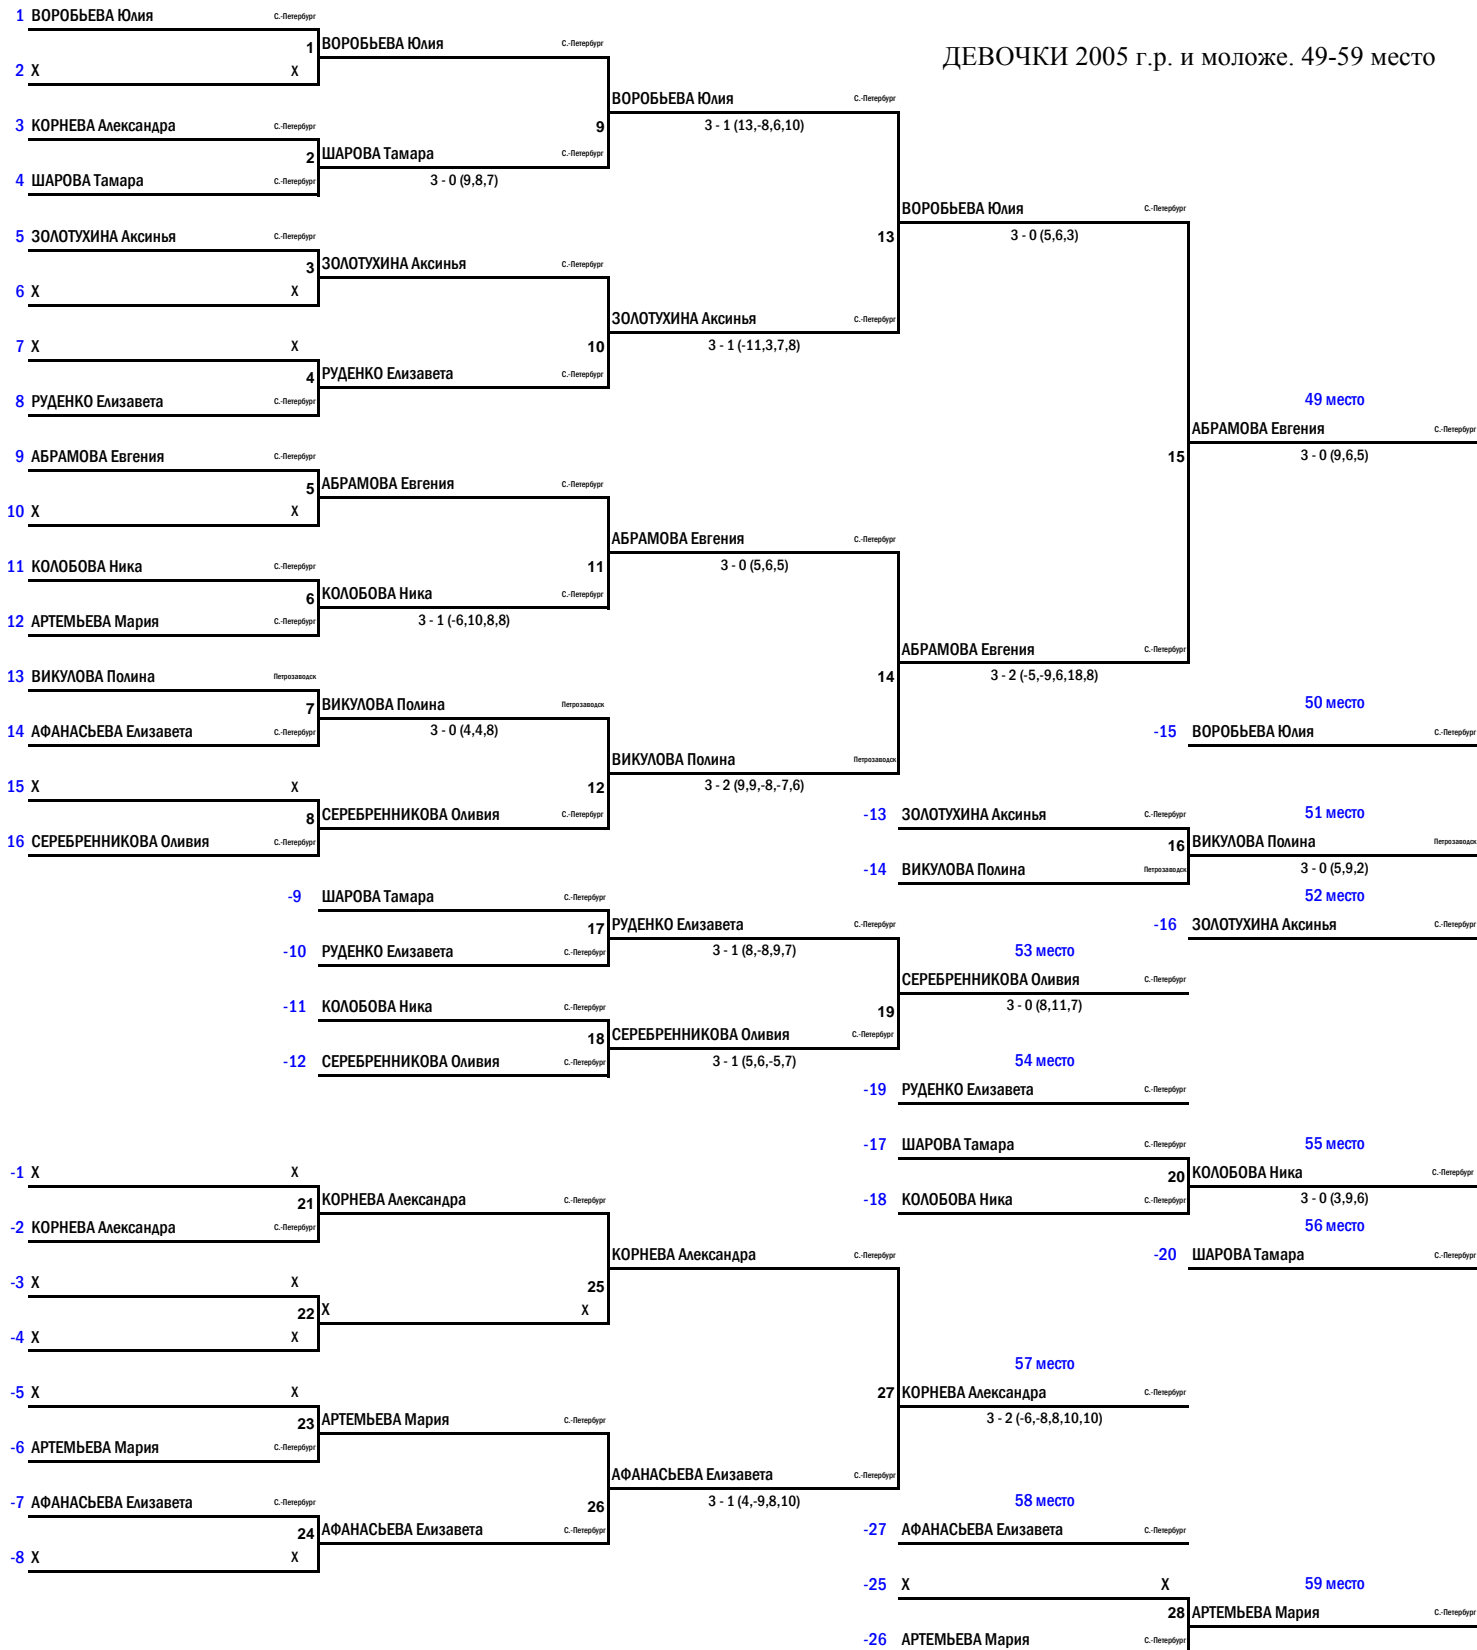 ДЕВОЧКИ 2005 г.р. и моложе. 49-59 место
1 ВОРОБЬЕВА Юлия С.-Петербург
1 ВОРОБЬЕВА Юлия С.-Петербург
2 X X
ВОРОБЬЕВА Юлия С.-Петербург
3 КОРНЕВА Александра С.-Петербург
9 3 - 1 (13,-8,6,10)
2 ШАРОВА Тамара С.-Петербург
4 ШАРОВА Тамара С.-Петербург
3 - 0 (9,8,7)
ВОРОБЬЕВА Юлия С.-Петербург
5 ЗОЛОТУХИНА Аксинья С.-Петербург
13 3 - 0 (5,6,3)
3 ЗОЛОТУХИНА Аксинья С.-Петербург
6 X X
ЗОЛОТУХИНА Аксинья С.-Петербург
7 X X
10 3 - 1 (-11,3,7,8)
4 РУДЕНКО Елизавета С.-Петербург
8 РУДЕНКО Елизавета С.-Петербург
49 место
АБРАМОВА Евгения С.-Петербург
9 АБРАМОВА Евгения С.-Петербург
15 3 - 0 (9,6,5)
5 АБРАМОВА Евгения С.-Петербург
10 X X
АБРАМОВА Евгения С.-Петербург
11 КОЛОБОВА Ника С.-Петербург
11 3 - 0 (5,6,5)
6 КОЛОБОВА Ника С.-Петербург
12 АРТЕМЬЕВА Мария С.-Петербург
3 - 1 (-6,10,8,8)
АБРАМОВА Евгения С.-Петербург
13 ВИКУЛОВА Полина Петрозаводск
14 3 - 2 (-5,-9,6,18,8)
7 ВИКУЛОВА Полина Петрозаводск
50 место
14 АФАНАСЬЕВА Елизавета С.-Петербург
3 - 0 (4,4,8)
-15 ВОРОБЬЕВА Юлия С.-Петербург
ВИКУЛОВА Полина Петрозаводск
15 X X
12 3 - 2 (9,9,-8,-7,6)
8 СЕРЕБРЕННИКОВА Оливия С.-Петербург
-13 ЗОЛОТУХИНА Аксинья С.-Петербург
51 место
16 СЕРЕБРЕННИКОВА Оливия С.-Петербург
16 ВИКУЛОВА Полина Петрозаводск
-14 ВИКУЛОВА Полина Петрозаводск
3 - 0 (5,9,2)
-9 ШАРОВА Тамара С.-Петербург
52 место
17 РУДЕНКО Елизавета С.-Петербург
-16 ЗОЛОТУХИНА Аксинья С.-Петербург
-10 РУДЕНКО Елизавета С.-Петербург
3 - 1 (8,-8,9,7)
53 место
СЕРЕБРЕННИКОВА Оливия С.-Петербург
-11 КОЛОБОВА Ника С.-Петербург
19 3 - 0 (8,11,7)
18 СЕРЕБРЕННИКОВА Оливия С.-Петербург
-12 СЕРЕБРЕННИКОВА Оливия С.-Петербург
3 - 1 (5,6,-5,7)
54 место
-19 РУДЕНКО Елизавета С.-Петербург
-17 ШАРОВА Тамара С.-Петербург
55 место
-1 X X
20 КОЛОБОВА Ника С.-Петербург
21 КОРНЕВА Александра С.-Петербург
-18 КОЛОБОВА Ника С.-Петербург
3 - 0 (3,9,6)
-2 КОРНЕВА Александра С.-Петербург
56 место
КОРНЕВА Александра С.-Петербург
-20 ШАРОВА Тамара С.-Петербург
-3 X X
25
22 X X
-4 X X
57 место
-5 X X
27 КОРНЕВА Александра С.-Петербург
23 АРТЕМЬЕВА Мария С.-Петербург
3 - 2 (-6,-8,8,10,10)
-6 АРТЕМЬЕВА Мария С.-Петербург
АФАНАСЬЕВА Елизавета С.-Петербург
-7 АФАНАСЬЕВА Елизавета С.-Петербург
26 3 - 1 (4,-9,8,10)
58 место
24 АФАНАСЬЕВА Елизавета С.-Петербург
-27 АФАНАСЬЕВА Елизавета С.-Петербург
-8 X X
-25 X X
59 место
28 АРТЕМЬЕВА Мария С.-Петербург
-26 АРТЕМЬЕВА Мария С.-Петербург